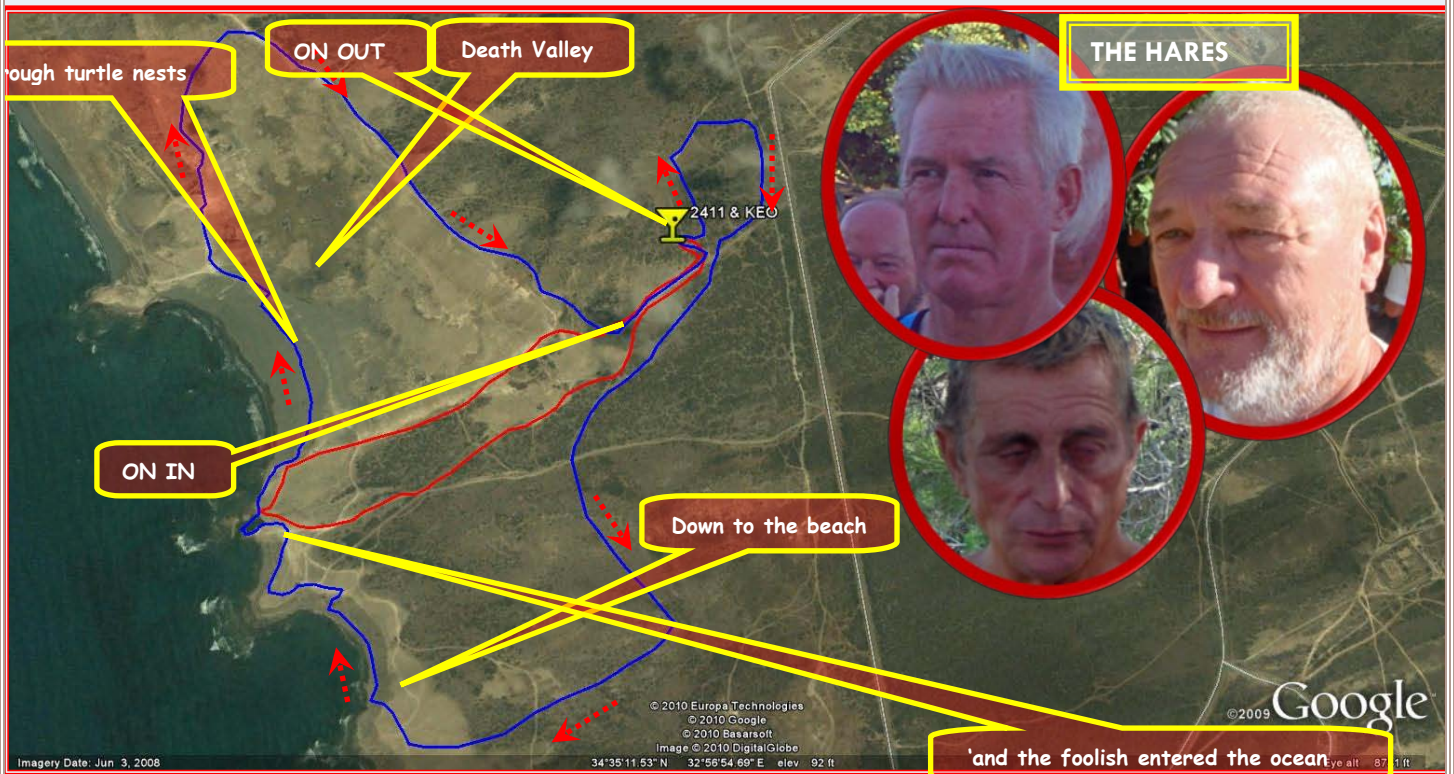 rough turtle nests
ON OUT
Death Valley
THE HARES
2411 & KEO
ON IN
Down to the beach
© 2010 Europa Technologies
© 2010 Google
© 2010 Basarsoft
Image © 2010 DigitalGlobe
©2009 Google
'and the foolish entered the ocean
Imagery Date: Jun 3, 2008
34°35'11.53" N 32°56'54.69" E elev 92 ft
Eye alt